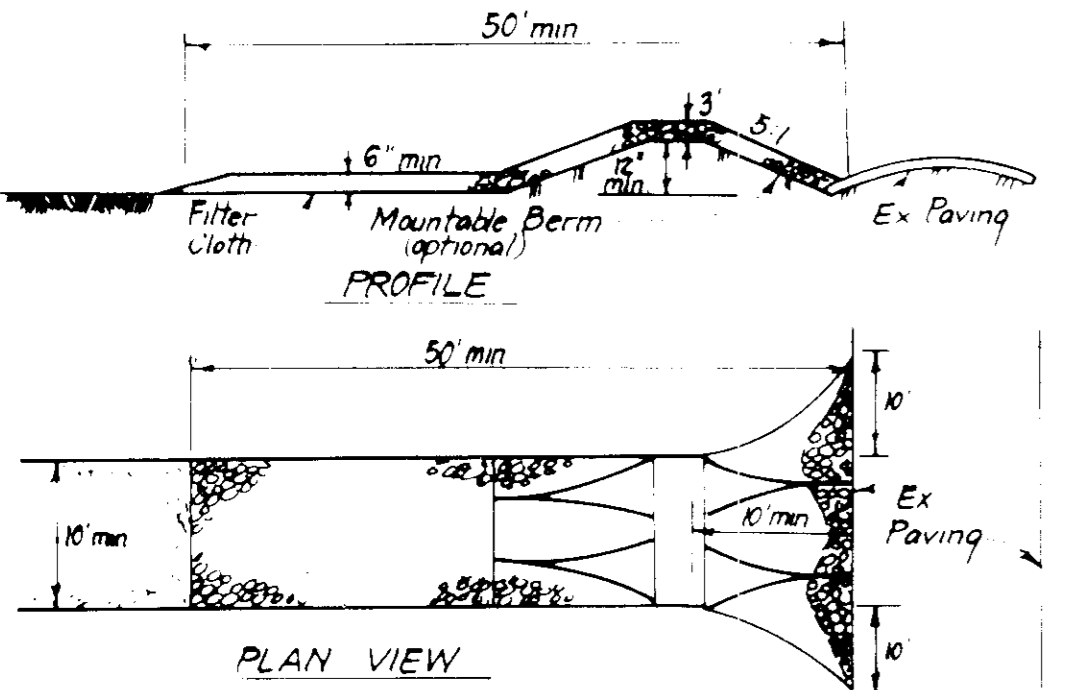 50' min
3'
5:1
6" min
12"
min.
Filter
Cloth
Mountable Berm
(optional)
Ex Paving
PROFILE
50' min
10'
10' min
10' min
Ex
Paving
10'
PLAN VIEW